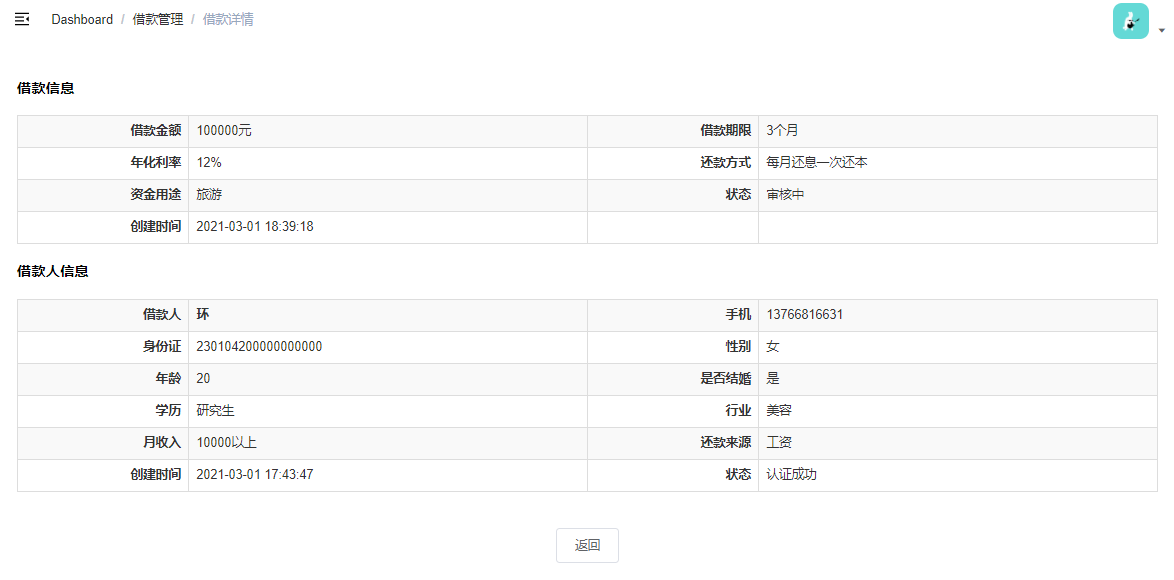 Dashboard / 借款管理 / 借款详情
借款信息
借款金额 100000元 借款期限 3个月
年化利率 12% 还款方式 每月还息一次还本
资金用途 旅游 状态 审核中
创建时间 2021-03-01 18:39:18
借款人信息
借款人 环 手机 13766816631
身份证 230104200000000000 性别 女
年龄 20 是否结婚 是
学历 研究生 行业 美容
月收入 10000以上 还款来源 工资
创建时间 2021-03-01 17:43:47 状态 认证成功
返回